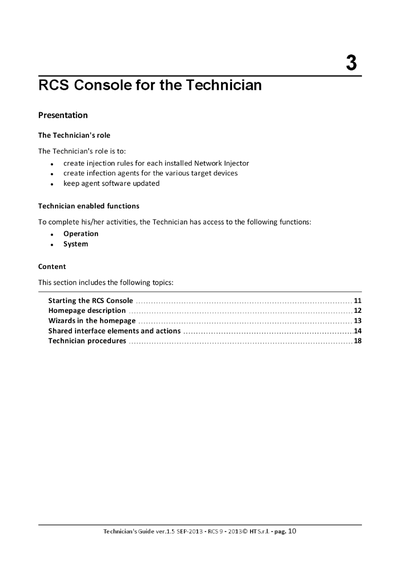 3
RCS Console for the Technician
Presentation
The Technician's role
The Technician's role is to:
• create injection rules for each installed Network Injector
• create infection agents for the various target devices
• keep agent software updated
Technician enabled functions
To complete his/her activities, the Technician has access to the following functions:
• Operation
• System
Content
This section includes the following topics:
Starting the RCS Console 11
Homepage description 12
Wizards in the homepage 13
Shared interface elements and actions 14
Technician procedures 18
Technician's Guide ver.1.5 SEP-2013 - RCS 9 - 2013© HT S.r.l. - pag. 10